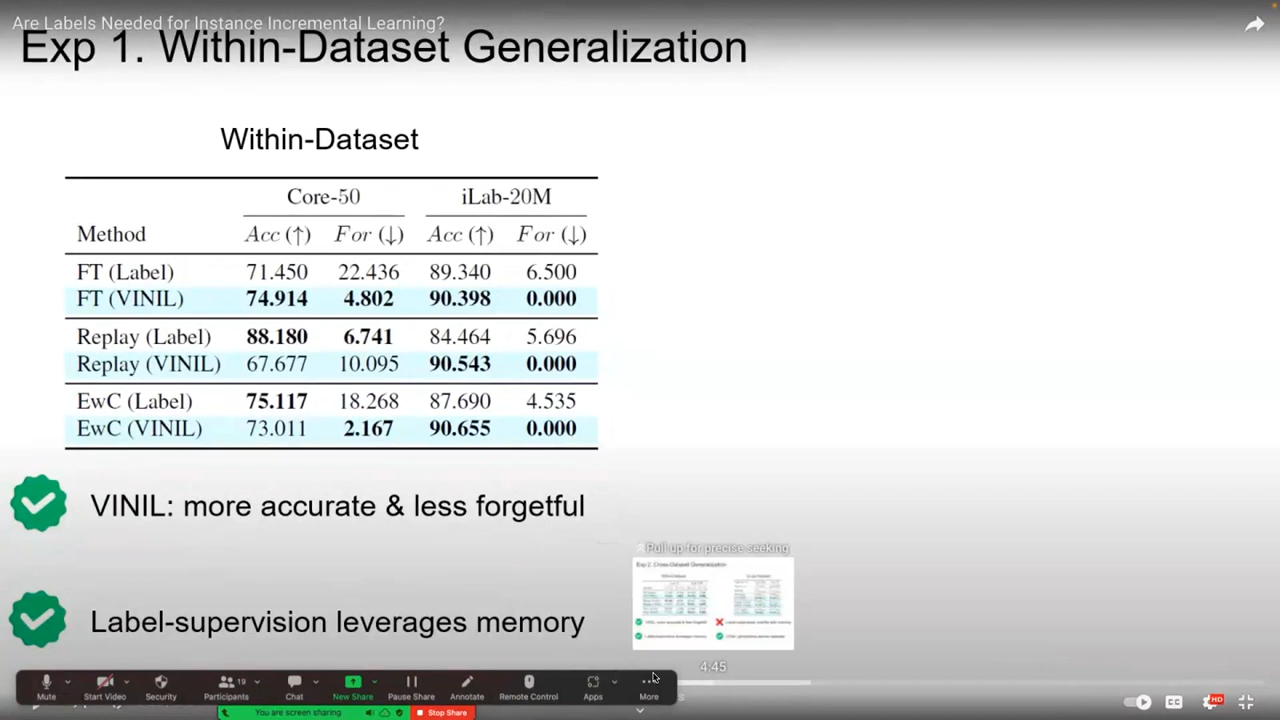 Are Labels Needed for Instance Incremental Learning?
Exp 1. Within-Dataset Generalization
Within-Dataset
Core-50 iLab-20M
Method Acc (↑) For (↓) Acc (↑) For (↓)
FT (Label) 71.450 22.436 89.340 6.500
FT (VINIL) 74.914 4.802 90.398 0.000
Replay (Label) 88.180 6.741 84.464 5.696
Replay (VINIL) 67.677 10.095 90.543 0.000
EwC (Label) 75.117 18.268 87.690 4.535
EwC (VINIL) 73.011 2.167 90.655 0.000
VINIL: more accurate & less forgetful
Pull up for precise seeking
Exp 2. Cross-Dataset Generalization
Label-supervision leverages memory
4:45
19
Mute Start Video Security Participants Chat New Share Pause Share Annotate Remote Control Apps More
CC HD
You are screen sharing Stop Share